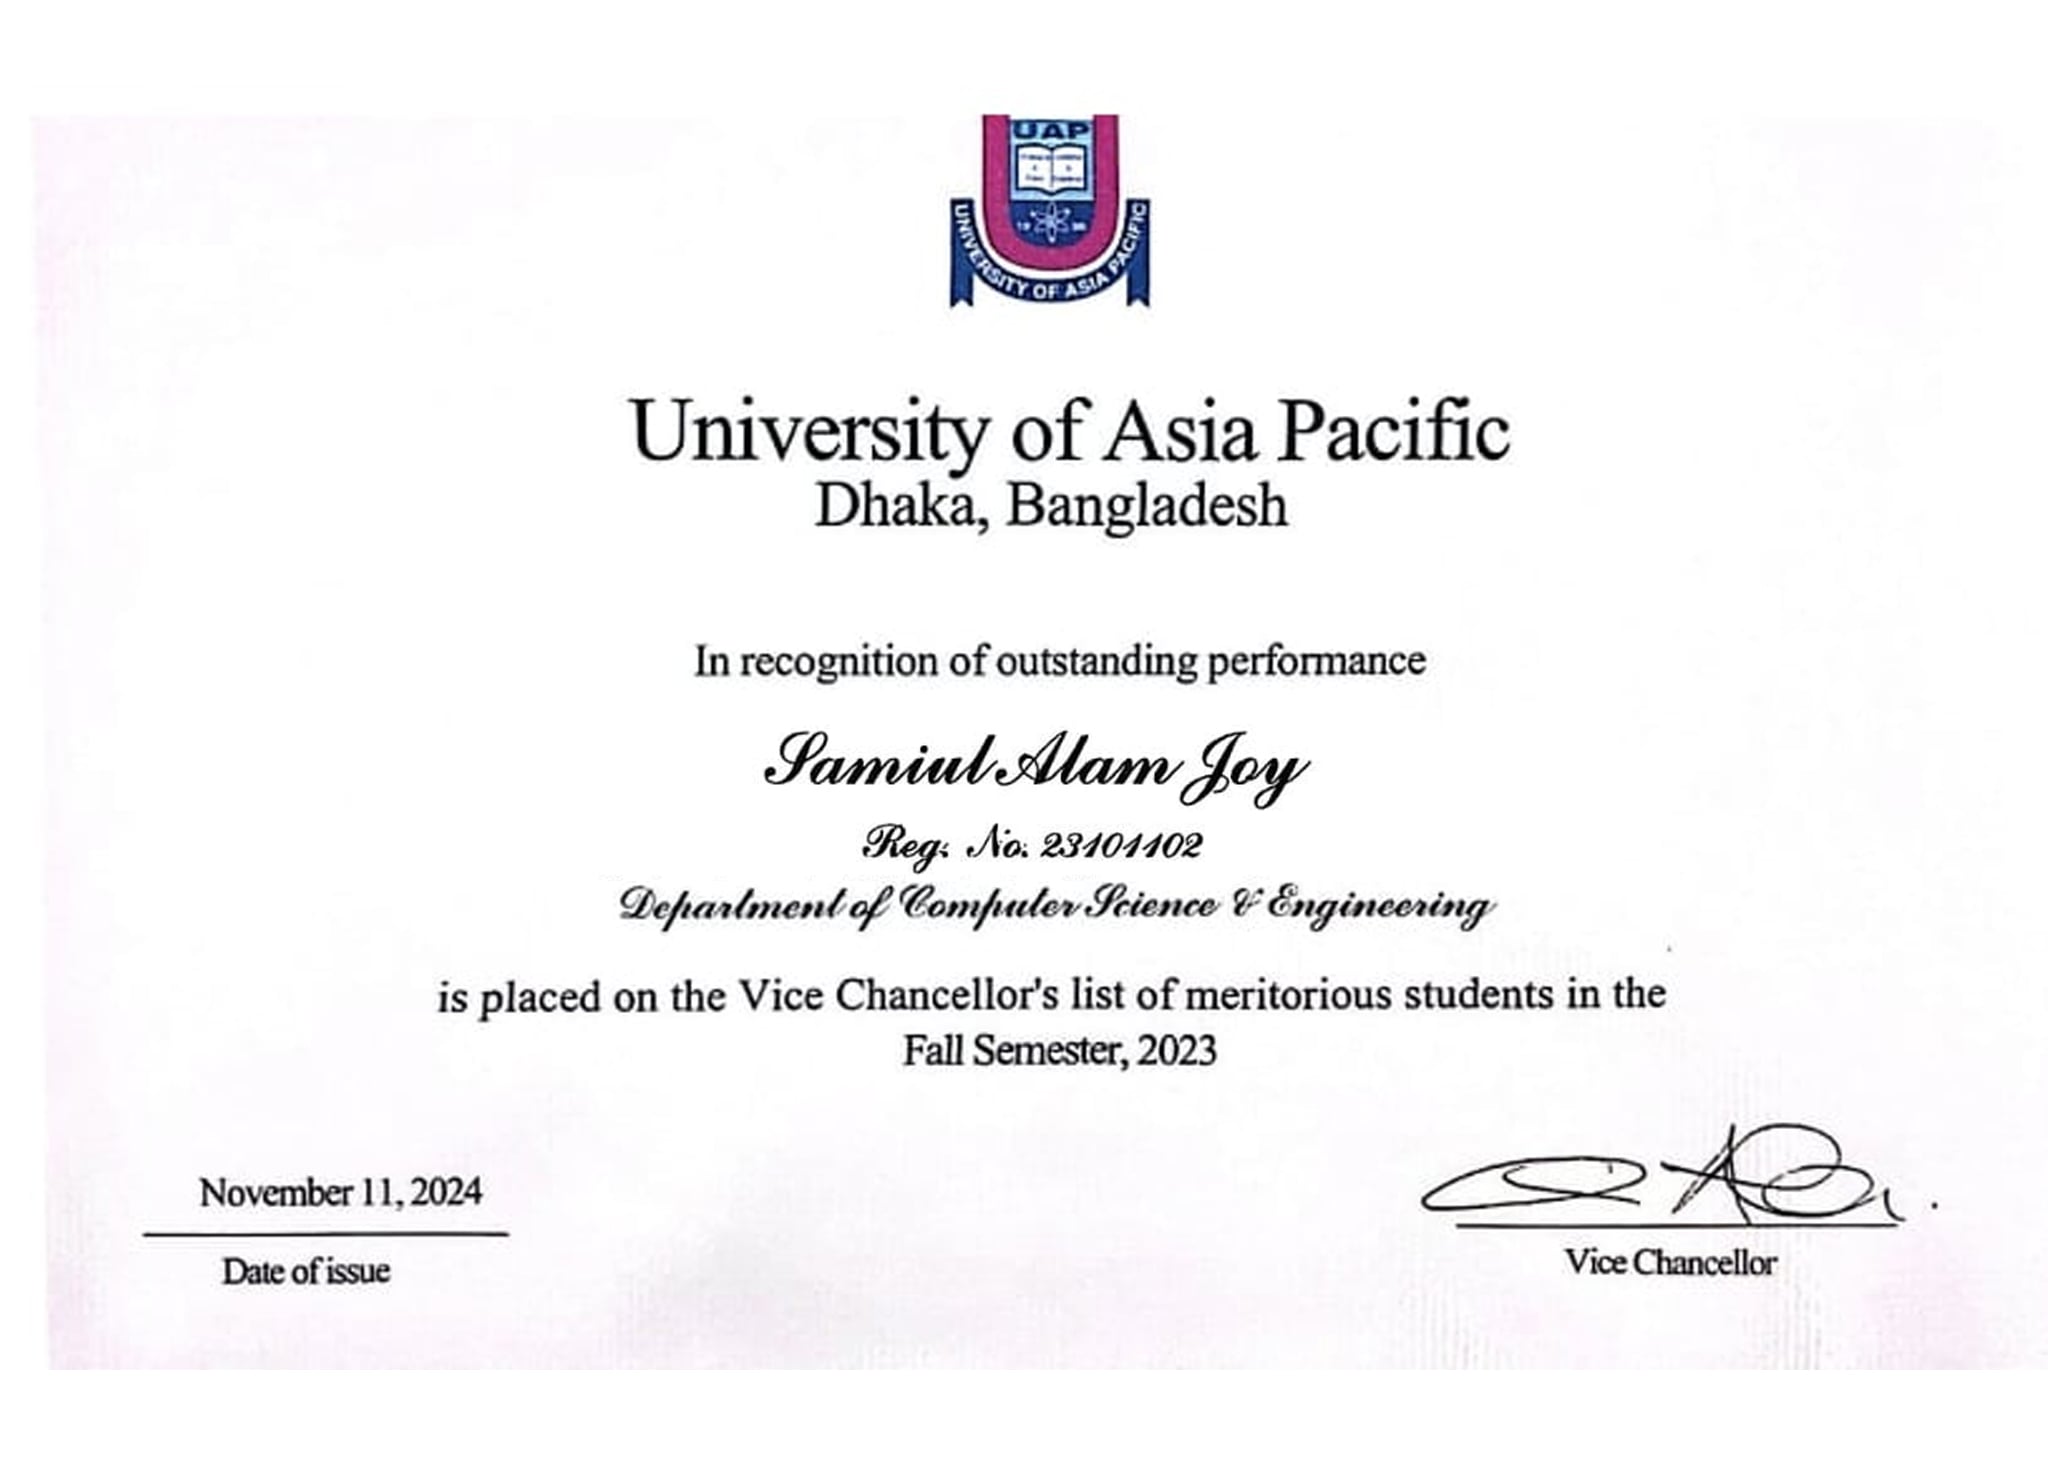 UAP
19
UNIVERSITY OF ASIA PACIFIC
University of Asia Pacific
Dhaka, Bangladesh
In recognition of outstanding performance
Samiul Alam Joy
Reg. No. 23101102
Department of Computer Science & Engineering
is placed on the Vice Chancellor's list of meritorious students in the
Fall Semester, 2023
November 11, 2024
Date of issue
Vice Chancellor